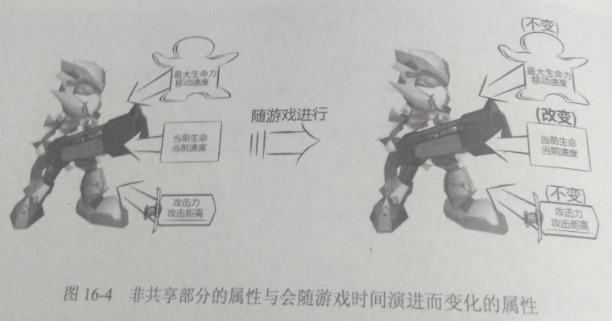 最大生命力
移动速度
当前生命
当前速度
攻击力
攻击距离
随游戏进行
(不变)
最大生命力
移动速度
(改变)
当前生命
当前速度
(不变)
攻击力
攻击距离
图 16-4 非共享部分的属性与会随游戏时间演进而变化的属性